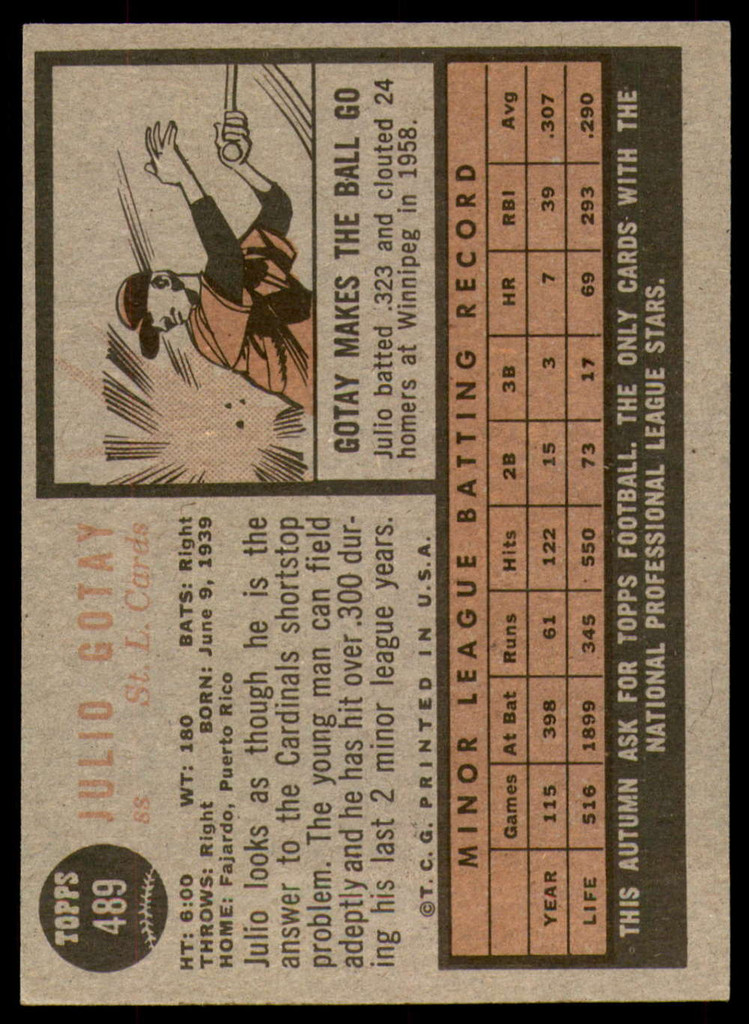 TOPPS
489
JULIO GOTAY
ss. St. L. Cards
HT: 6:00 WT: 180 BATS: Right
THROWS: Right BORN: June 9, 1939
HOME: Fajardo, Puerto Rico
Julio looks as though he is the
answer to the Cardinals shortstop
problem. The young man can field
adeptly and he has hit over .300 dur-
ing his last 2 minor league years.
©T.C.G. PRINTED IN U.S.A.
GOTAY MAKES THE BALL GO
Julio batted .323 and clouted 24
homers at Winnipeg in 1958.
MINOR LEAGUE BATTING RECORD
Games At Bat Runs Hits 2B 3B HR RBI Avg
YEAR 115 398 61 122 15 3 7 39 .307
LIFE 516 1899 345 550 73 17 69 293 .290
THIS AUTUMN ASK FOR TOPPS FOOTBALL. THE ONLY CARDS WITH THE
NATIONAL PROFESSIONAL LEAGUE STARS.